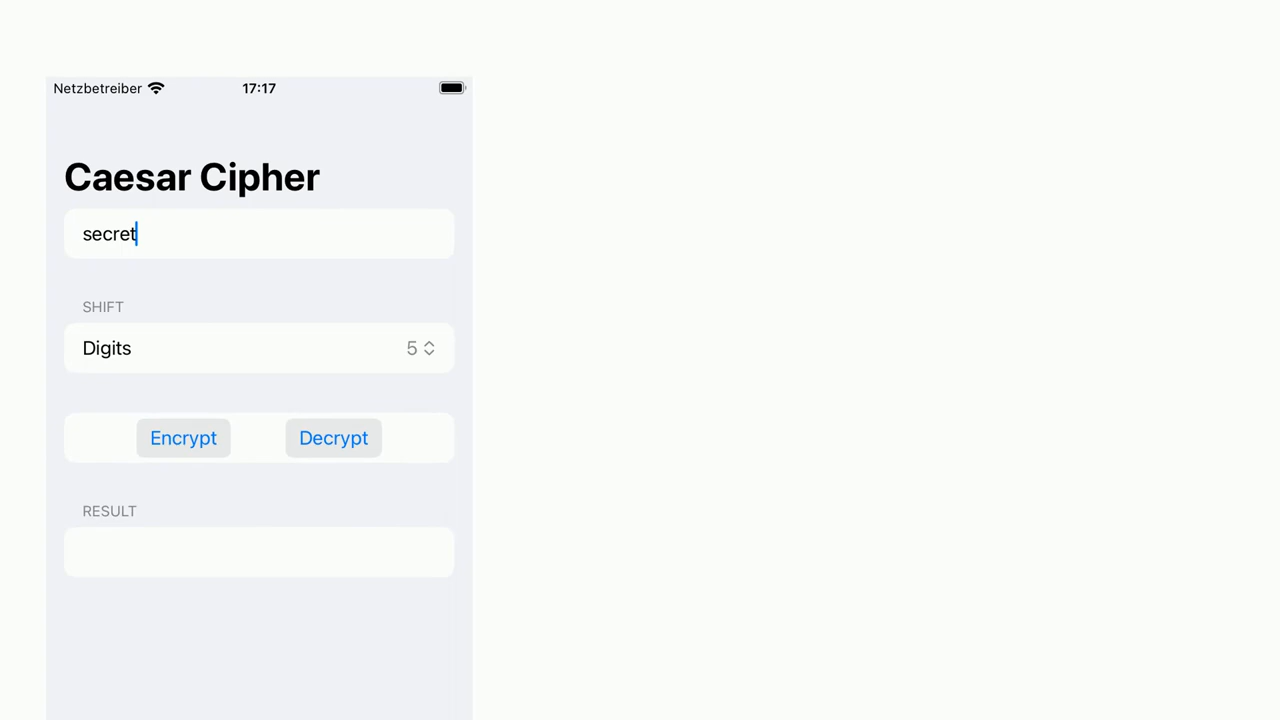 Netzbetreiber 17:17
Caesar Cipher
secret
SHIFT
Digits 5
Encrypt Decrypt
RESULT